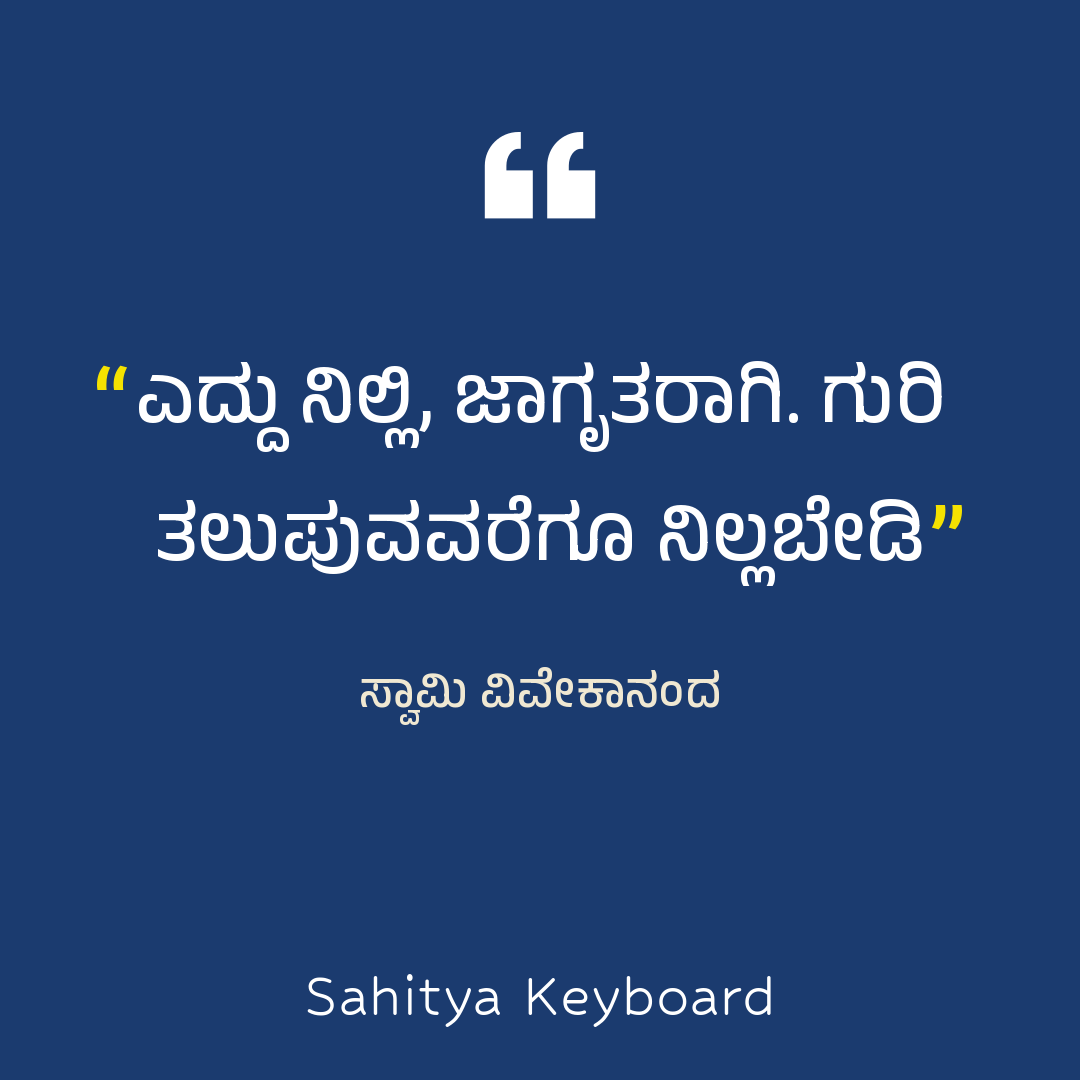 “ಎದ್ದು ನಿಲ್ಲಿ, ಜಾಗೃತರಾಗಿ. ಗುರಿ
ತಲುಪುವವರೆಗೂ ನಿಲ್ಲಬೇಡಿ”
ಸ್ವಾಮಿ ವಿವೇಕಾನಂದ
Sahitya Keyboard